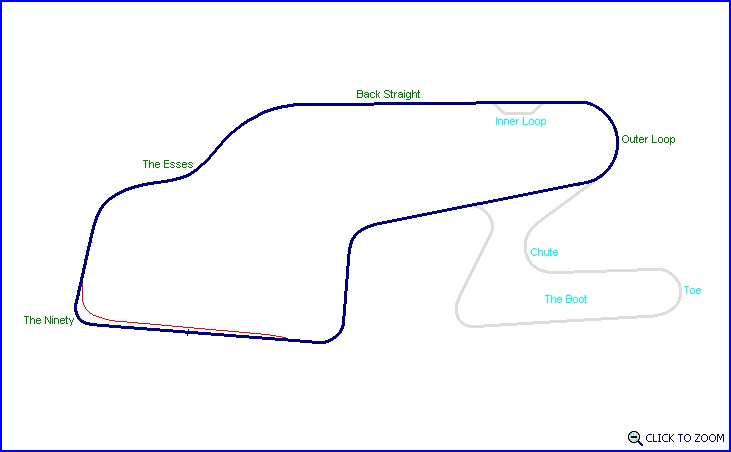 Back Straight
Inner Loop
Outer Loop
The Esses
Chute
Toe
The Boot
The Ninety
CLICK TO ZOOM